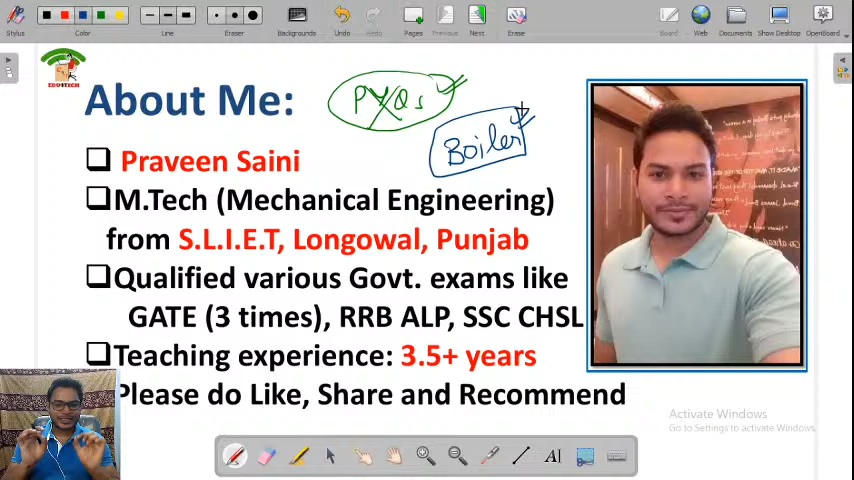 Stylus
Color
Line
Eraser
Backgrounds
Undo
Redo
Pages
Previous
Next
Erase
Board
Web
Documents
Show Desktop
OpenBoard
EDU4TECH
About Me:
PYQs
Boiler
Praveen Saini
M.Tech (Mechanical Engineering)
from S.L.I.E.T, Longowal, Punjab
Qualified various Govt. exams like
GATE (3 times), RRB ALP, SSC CHSL
Teaching experience: 3.5+ years
Please do Like, Share and Recommend
Activate Windows
Go to Settings to activate Windows.